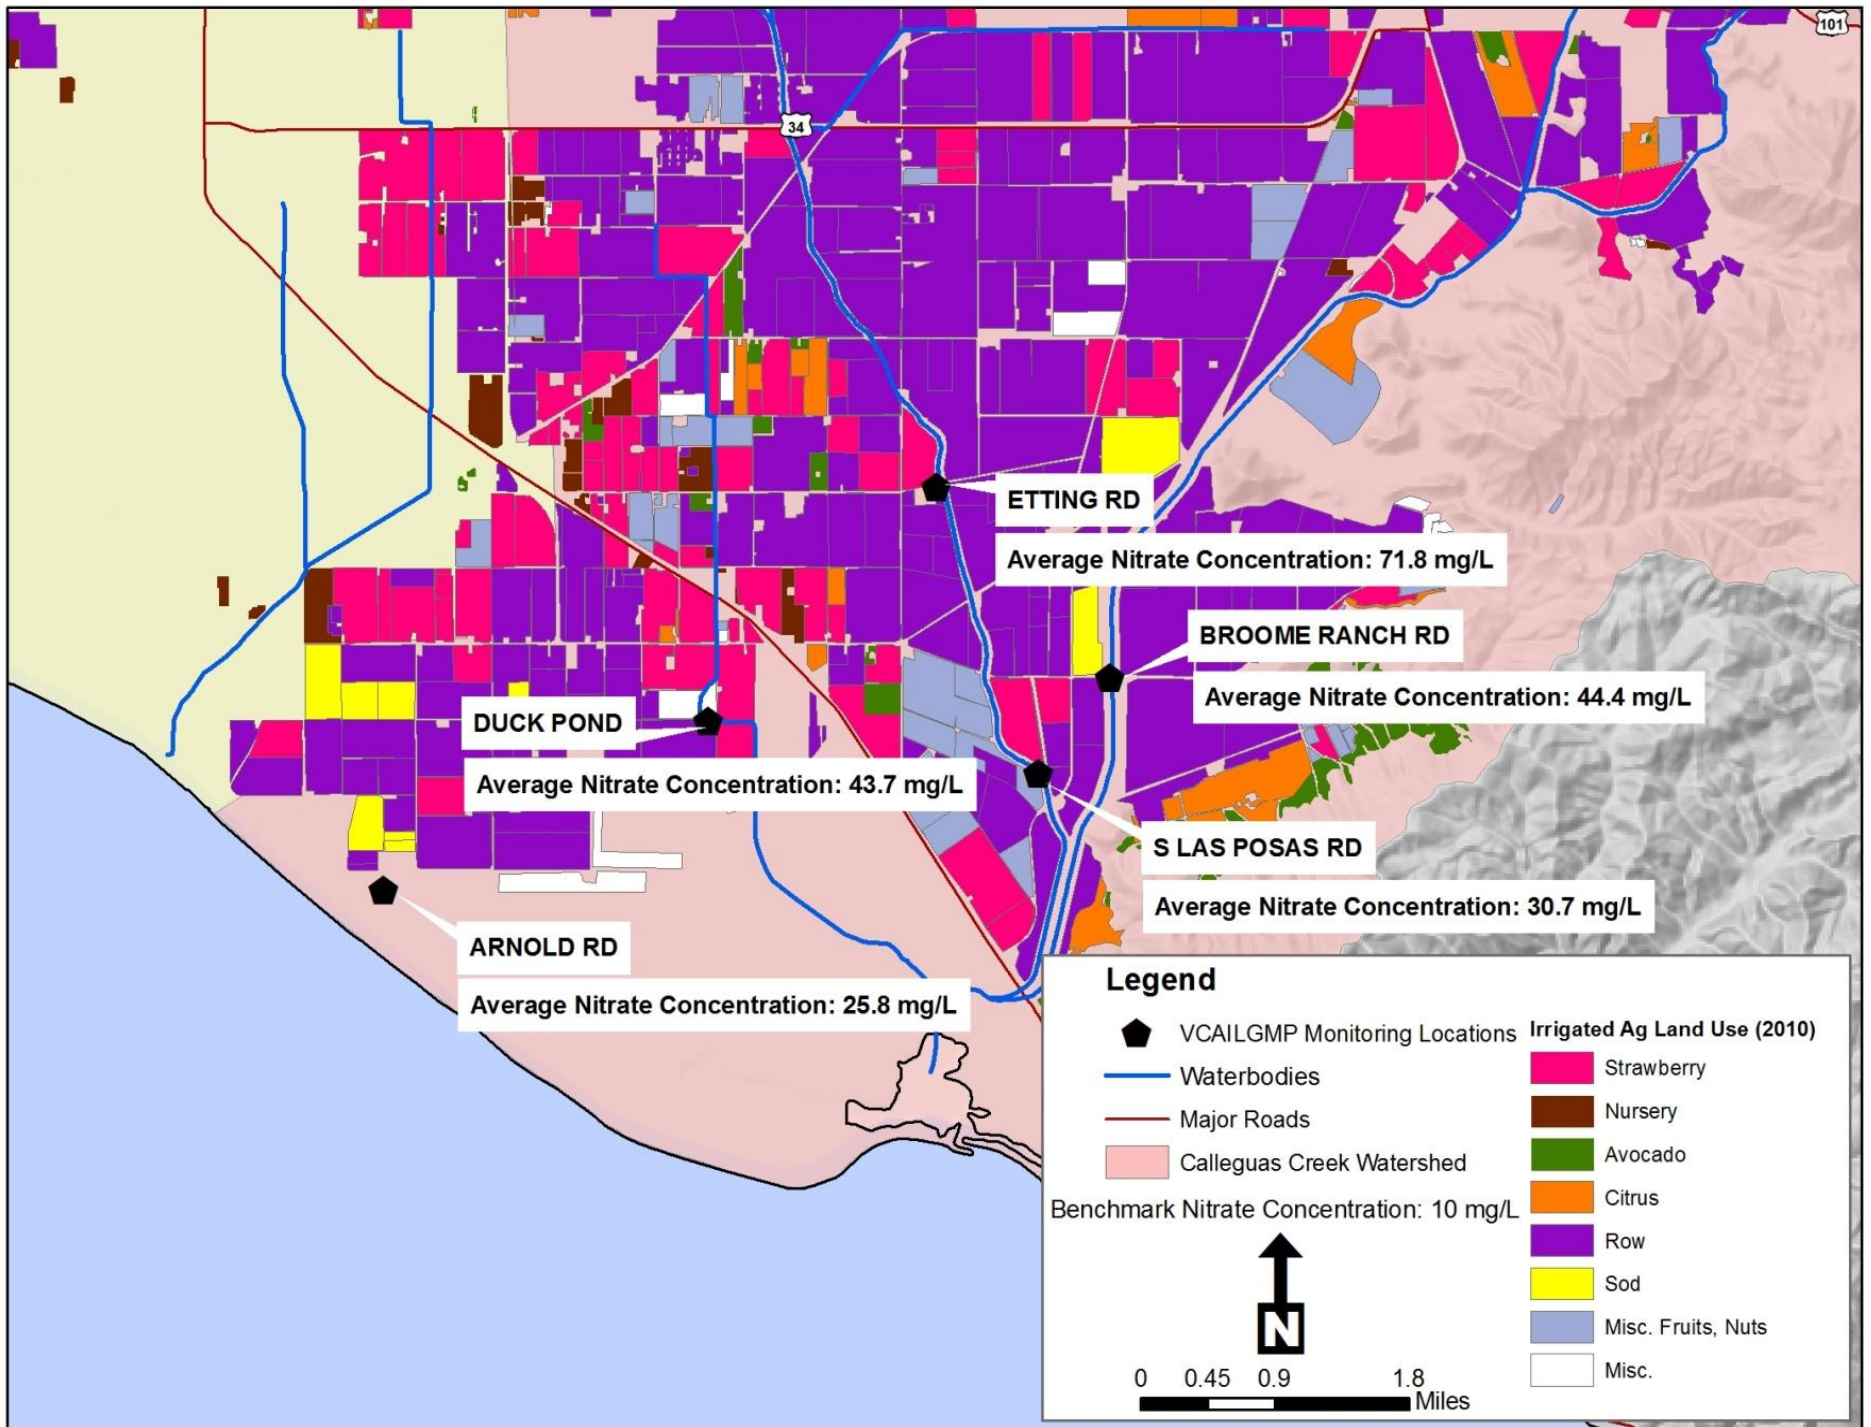 101
34
ETTING RD
Average Nitrate Concentration: 71.8 mg/L
BROOME RANCH RD
Average Nitrate Concentration: 44.4 mg/L
DUCK POND
Average Nitrate Concentration: 43.7 mg/L
S LAS POSAS RD
Average Nitrate Concentration: 30.7 mg/L
ARNOLD RD
Average Nitrate Concentration: 25.8 mg/L
Legend
VCAILGMP Monitoring Locations
Waterbodies
Major Roads
Calleguas Creek Watershed
Benchmark Nitrate Concentration: 10 mg/L
N
0 0.45 0.9 1.8
Miles
Irrigated Ag Land Use (2010)
Strawberry
Nursery
Avocado
Citrus
Row
Sod
Misc. Fruits, Nuts
Misc.